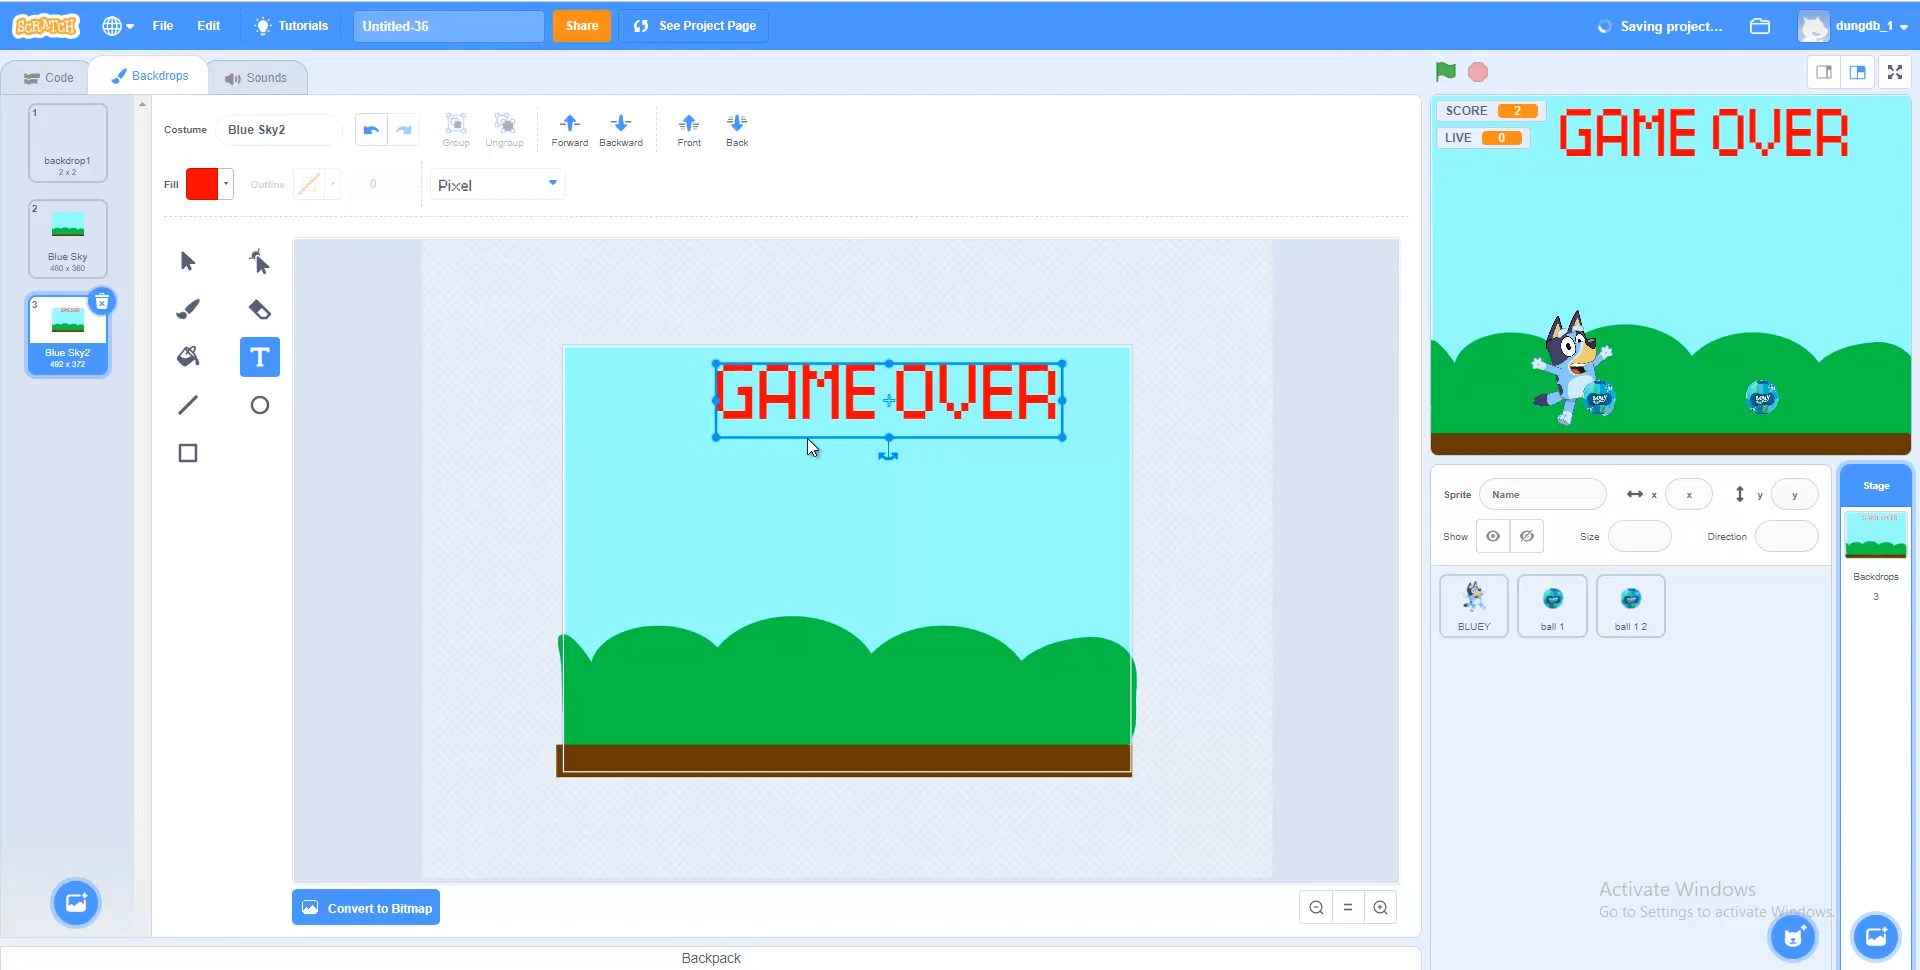 SCRATCH
File
Edit
Tutorials
Untitled-36
Share
See Project Page
Saving project...
dungdb_1
Code
Backdrops
Sounds
1
backdrop1
2 x 2
2
Blue Sky
480 x 360
3
GAME OVER
Blue Sky2
492 x 372
Costume
Blue Sky2
Group
Ungroup
Forward
Backward
Front
Back
Fill
Outline
0
Pixel
T
GAME OVER
Convert to Bitmap
Backpack
SCORE 2
LIVE 0
GAME OVER
Sprite
Name
x
x
y
y
Show
Size
Direction
BLUEY
ball 1
ball 1 2
Stage
GAME OVER
Backdrops
3
Activate Windows
Go to Settings to activate Windows.